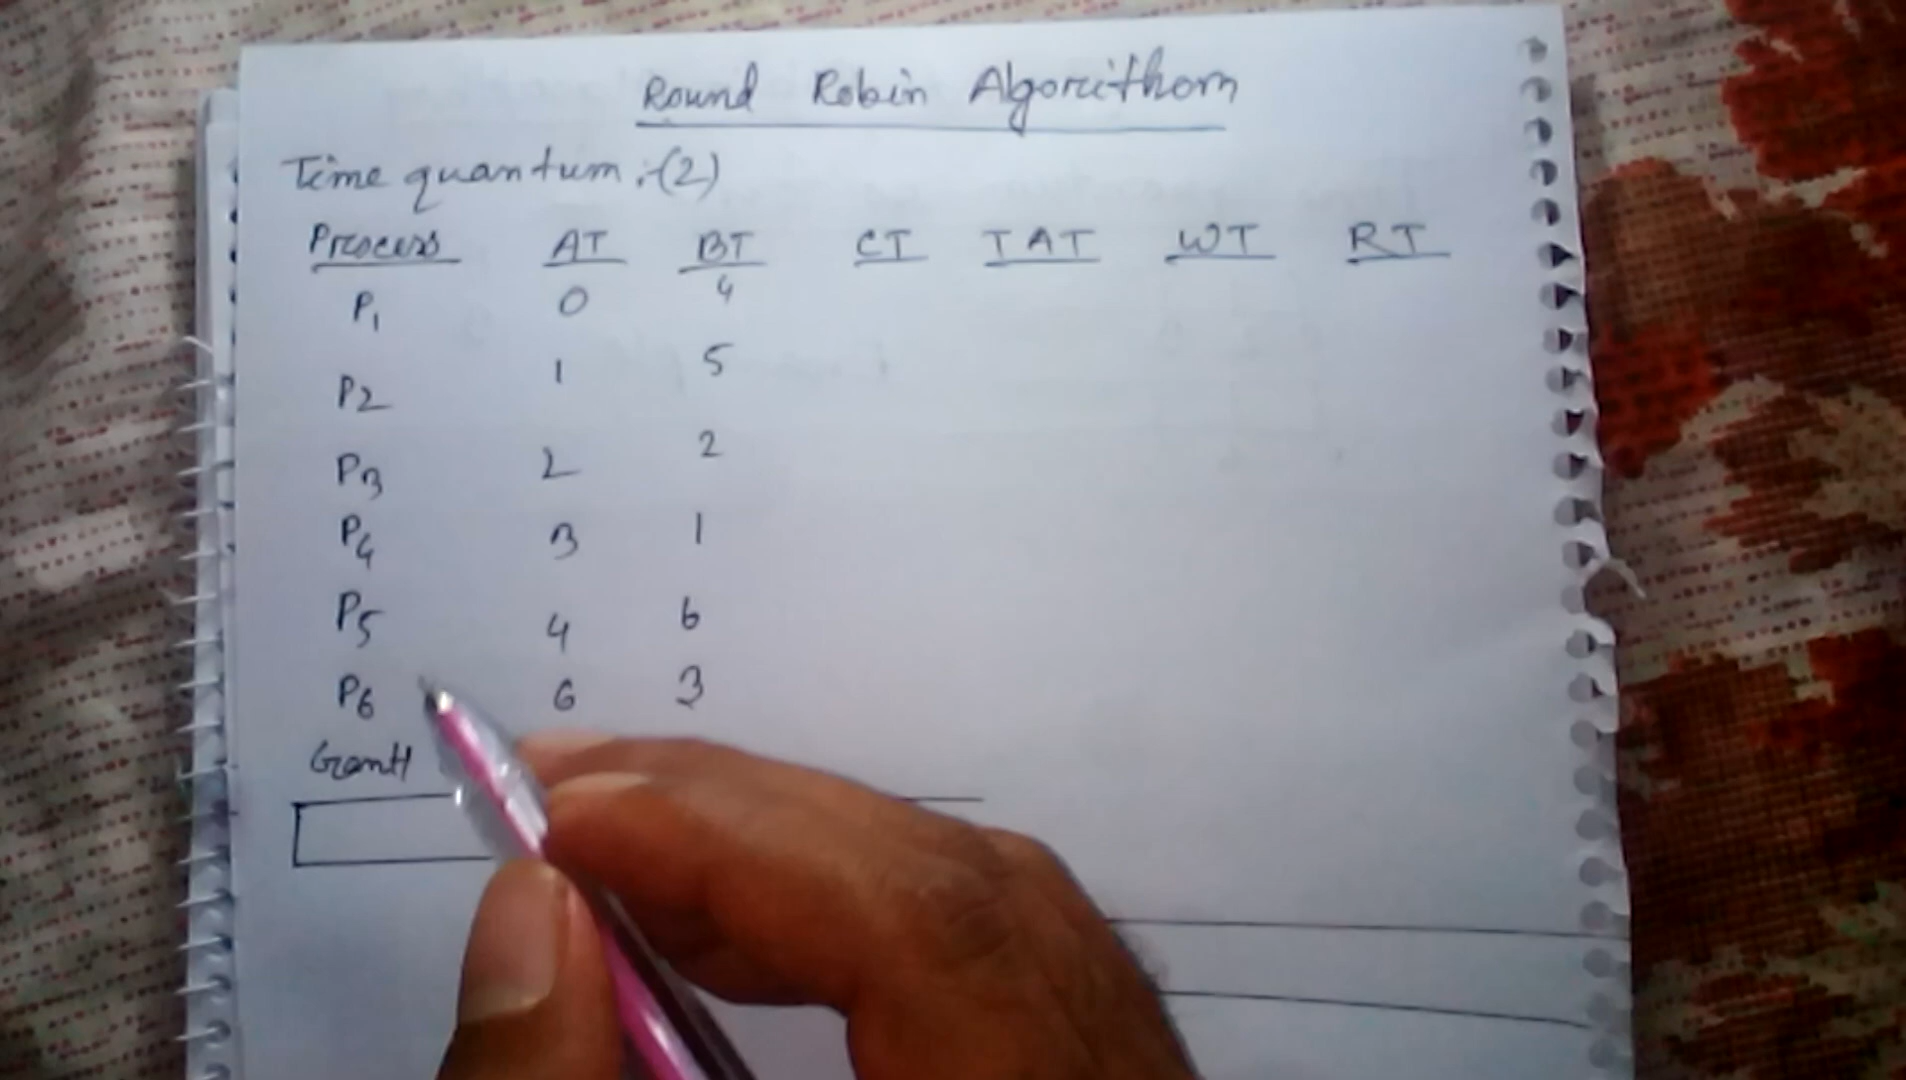 Round Robin Algorithom
Time quantum :-(2)
Process AT BT CT TAT WT RT
P1 0 4
P2 1 5
P3 2 2
P4 3 1
P5 4 6
P6 6 3
Gantt